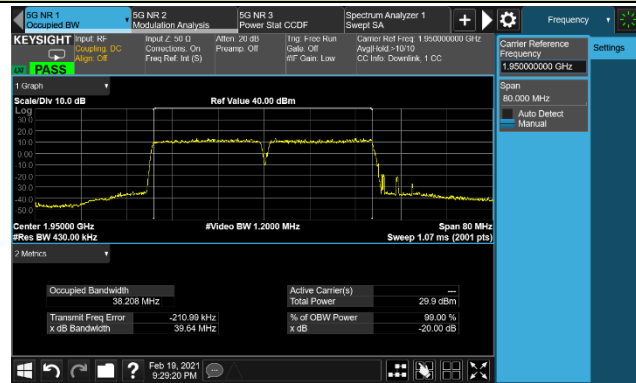 5G NR 1
Occupied BW
5G NR 2
Modulation Analysis
5G NR 3
Power Stat CCDF
Spectrum Analyzer 1
Swept SA
Frequency
KEYSIGHT
Input: RF
Coupling: DC
Align: Off
Input Z: 50 Ω
Corrections: On
Freq Ref: Int (S)
Atten: 20 dB
Preamp: Off
Trig: Free Run
Gate: Off
#IF Gain: Low
Carrier Ref Freq: 1.950000000 GHz
Avg|Hold:>10/10
CC Info: Downlink, 1 CC
PASS
Carrier Reference
Frequency
1.950000000 GHz
Settings
Span
80.000 MHz
Auto Detect
Manual
1 Graph
Scale/Div 10.0 dB
Ref Value 40.00 dBm
Log
30.0
20.0
10.0
0.00
-10.0
-20.0
-30.0
-40.0
-50.0
Center 1.95000 GHz
#Video BW 1.2000 MHz
Span 80 MHz
#Res BW 430.00 kHz
Sweep 1.07 ms (2001 pts)
2 Metrics
Occupied Bandwidth
38.208 MHz
Active Carrier(s)
---
Total Power
29.9 dBm
Transmit Freq Error
-210.99 kHz
% of OBW Power
99.00 %
x dB Bandwidth
39.64 MHz
x dB
-20.00 dB
?
Feb 19, 2021
9:29:20 PM